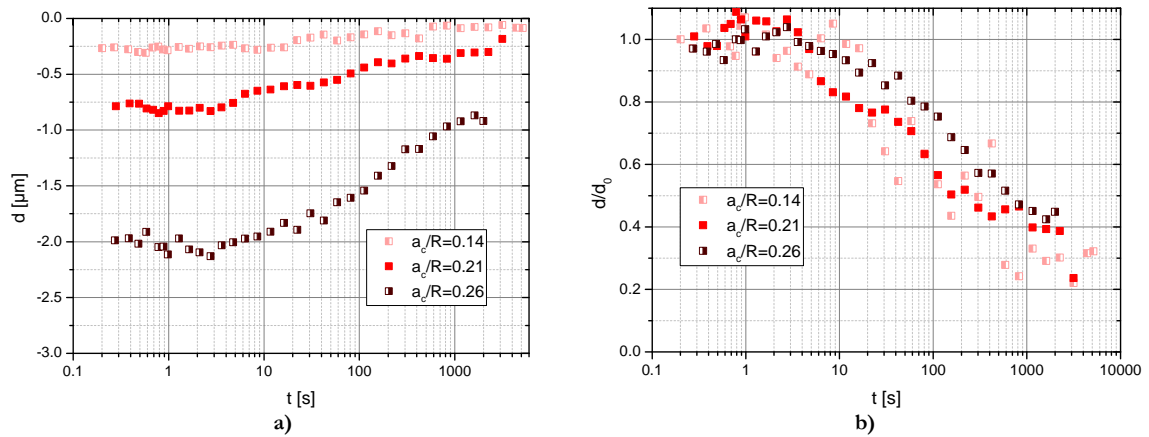 0.0
-0.5
-1.0
-1.5
-2.0
-2.5
-3.0
d [µm]
a_c/R=0.14
a_c/R=0.21
a_c/R=0.26
0.1 1 10 100 1000
t [s]
a)
1.0
0.8
0.6
0.4
0.2
0.0
d/d₀
a_c/R=0.14
a_c/R=0.21
a_c/R=0.26
0.1 1 10 100 1000 10000
t [s]
b)